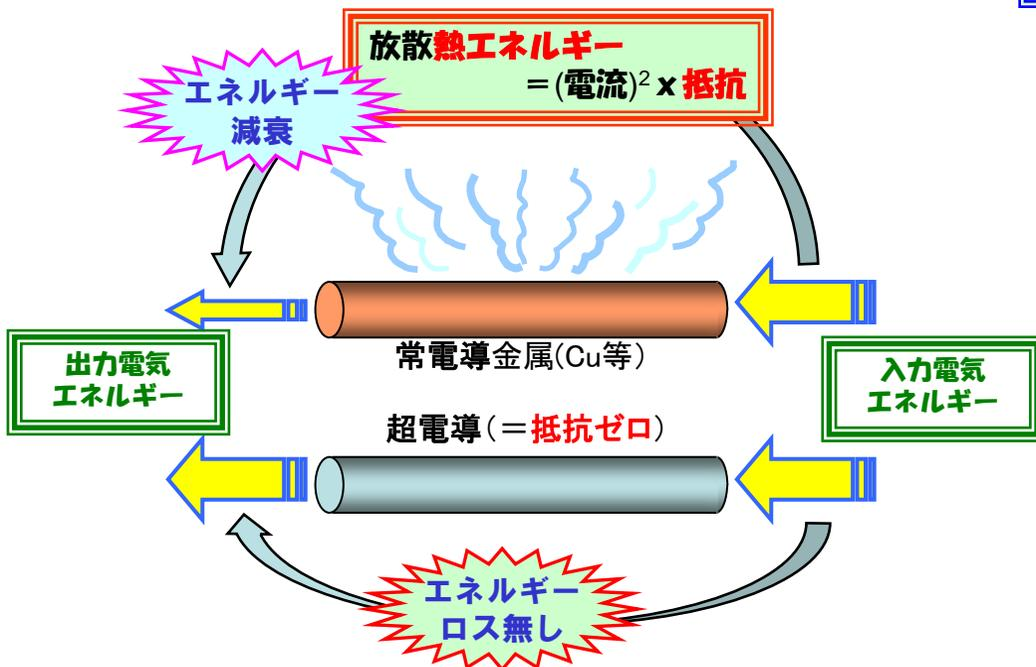 放散熱エネルギー
＝(電流)² x 抵抗
エネルギー
減衰
常電導金属(Cu等)
出力電気
エネルギー
入力電気
エネルギー
超電導(＝抵抗ゼロ)
エネルギー
ロス無し